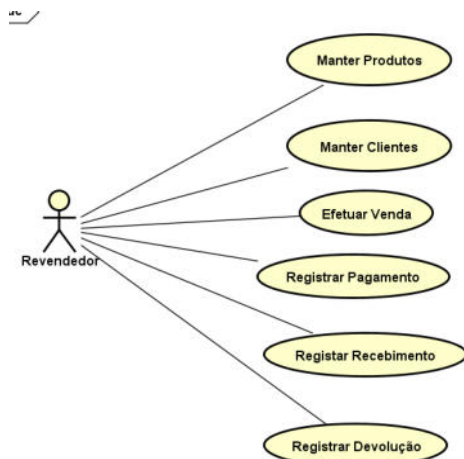 Manter Produtos
Manter Clientes
Efetuar Venda
Revendedor
Registrar Pagamento
Registar Recebimento
Registrar Devolução